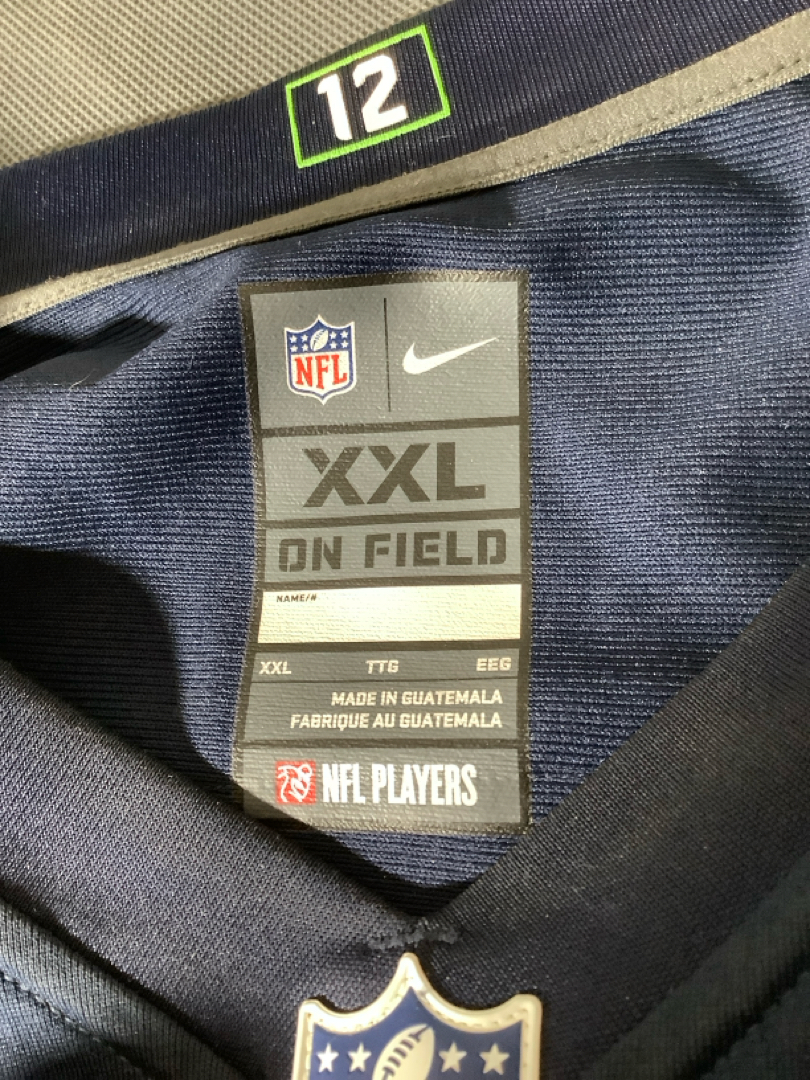 12
NFL
XXL
ON FIELD
NAME/#
XXL TTG EEG
MADE IN GUATEMALA
FABRIQUE AU GUATEMALA
NFL PLAYERS